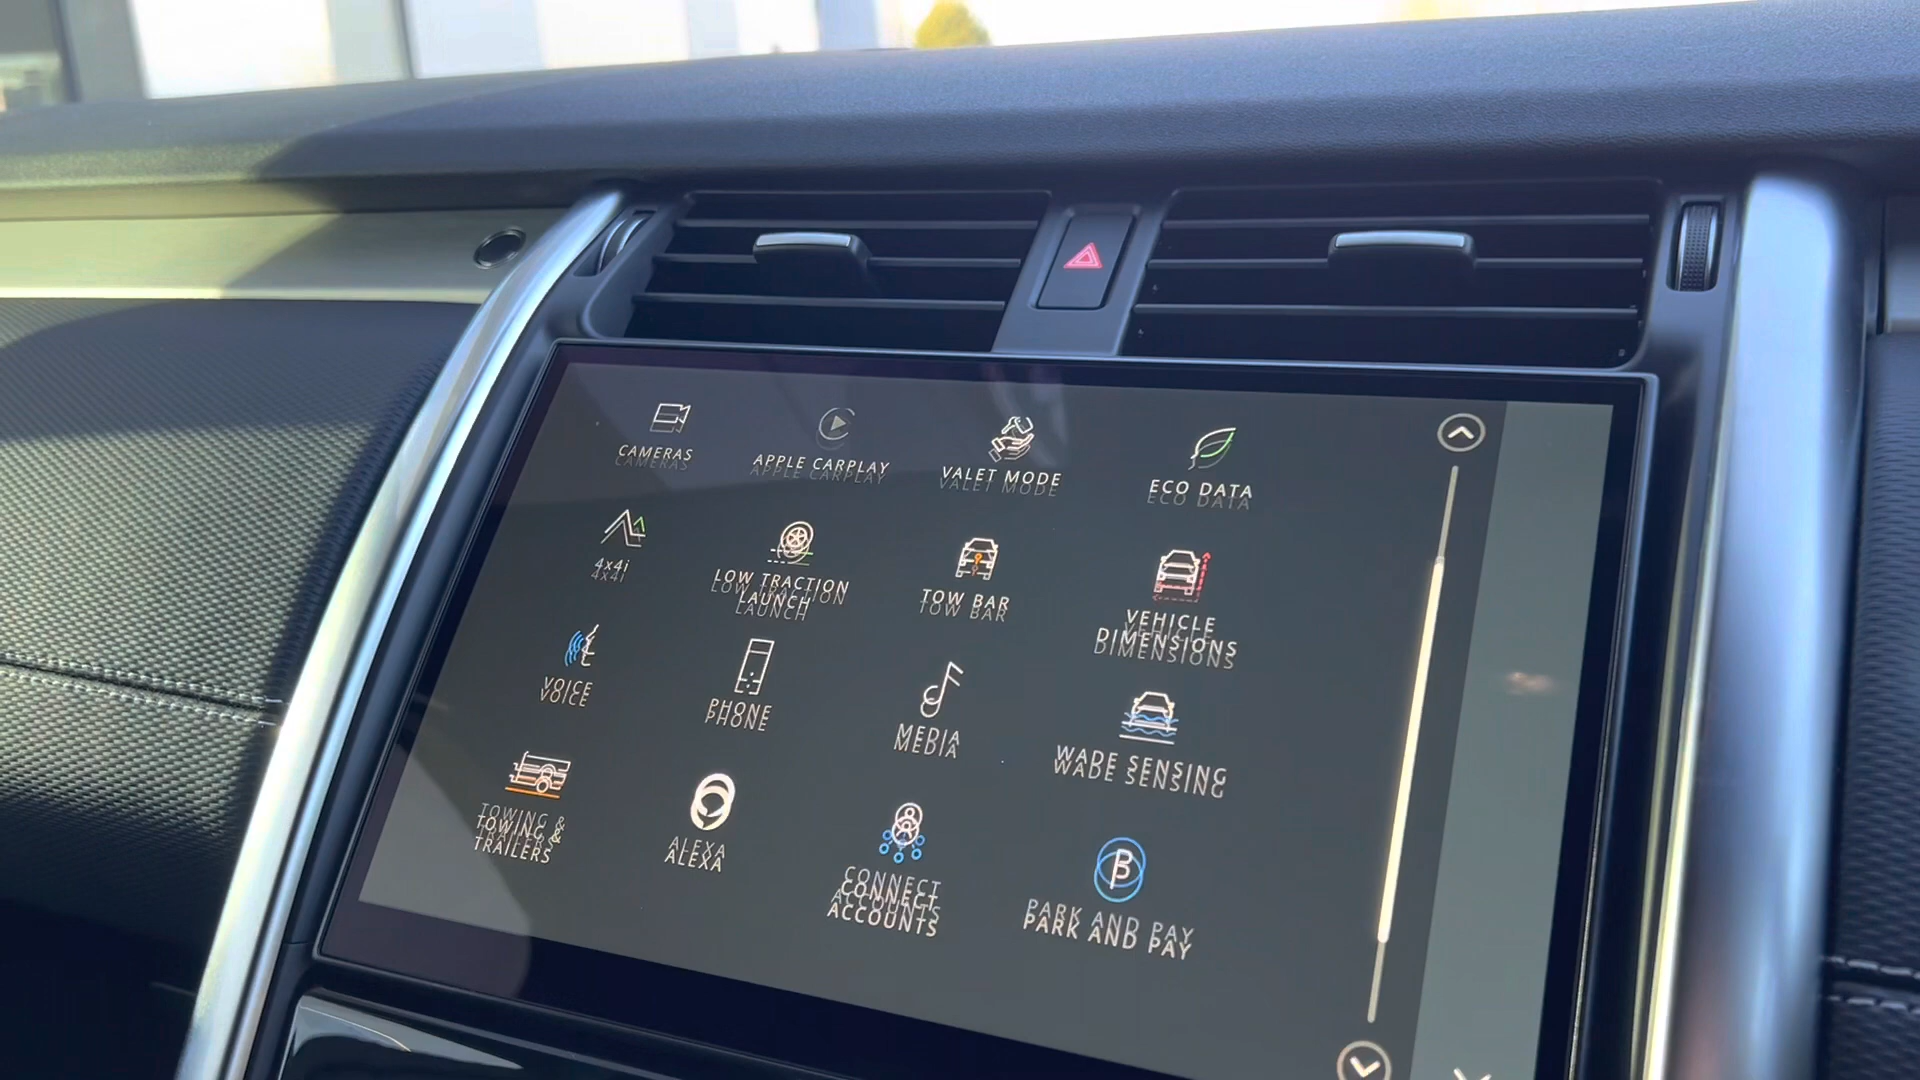 CAMERAS
APPLE CARPLAY
VALET MODE
ECO DATA
4x4i
LOW TRACTION
LAUNCH
TOW BAR
VEHICLE
DIMENSIONS
VOICE
PHONE
MEDIA
WADE SENSING
TOWING &
TRAILERS
ALEXA
CONNECT
ACCOUNTS
PARK AND PAY